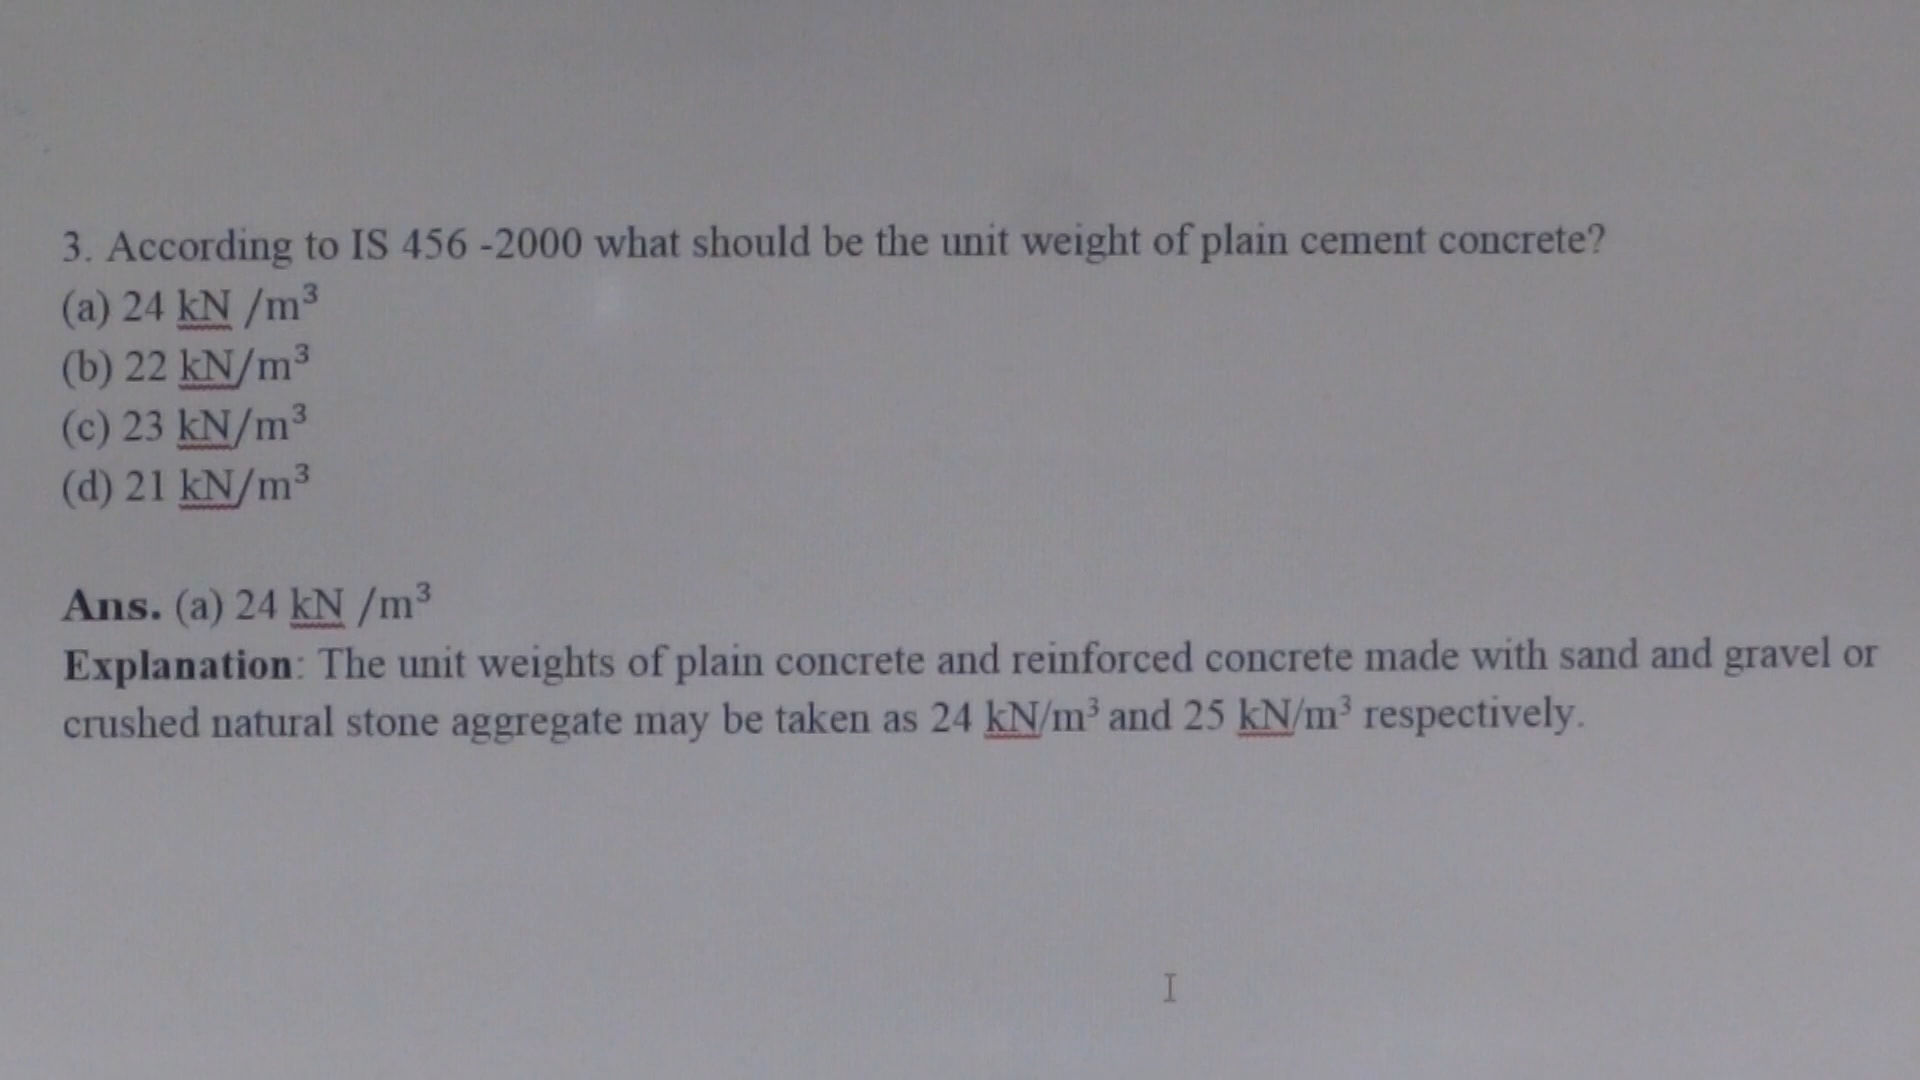 3. According to IS 456 -2000 what should be the unit weight of plain cement concrete?
(a) 24 kN /m³
(b) 22 kN/m³
(c) 23 kN/m³
(d) 21 kN/m³
Ans. (a) 24 kN /m³
Explanation: The unit weights of plain concrete and reinforced concrete made with sand and gravel or
crushed natural stone aggregate may be taken as 24 kN/m³ and 25 kN/m³ respectively.